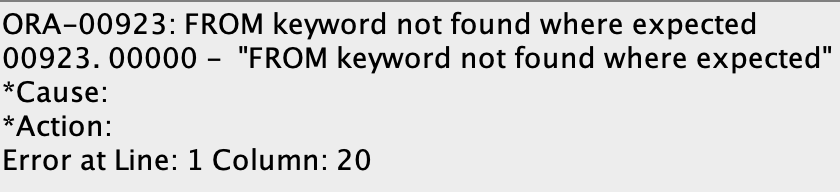 ORA-00923: FROM keyword not found where expected
00923. 00000 -  "FROM keyword not found where expected"
*Cause:
*Action:
Error at Line: 1 Column: 20